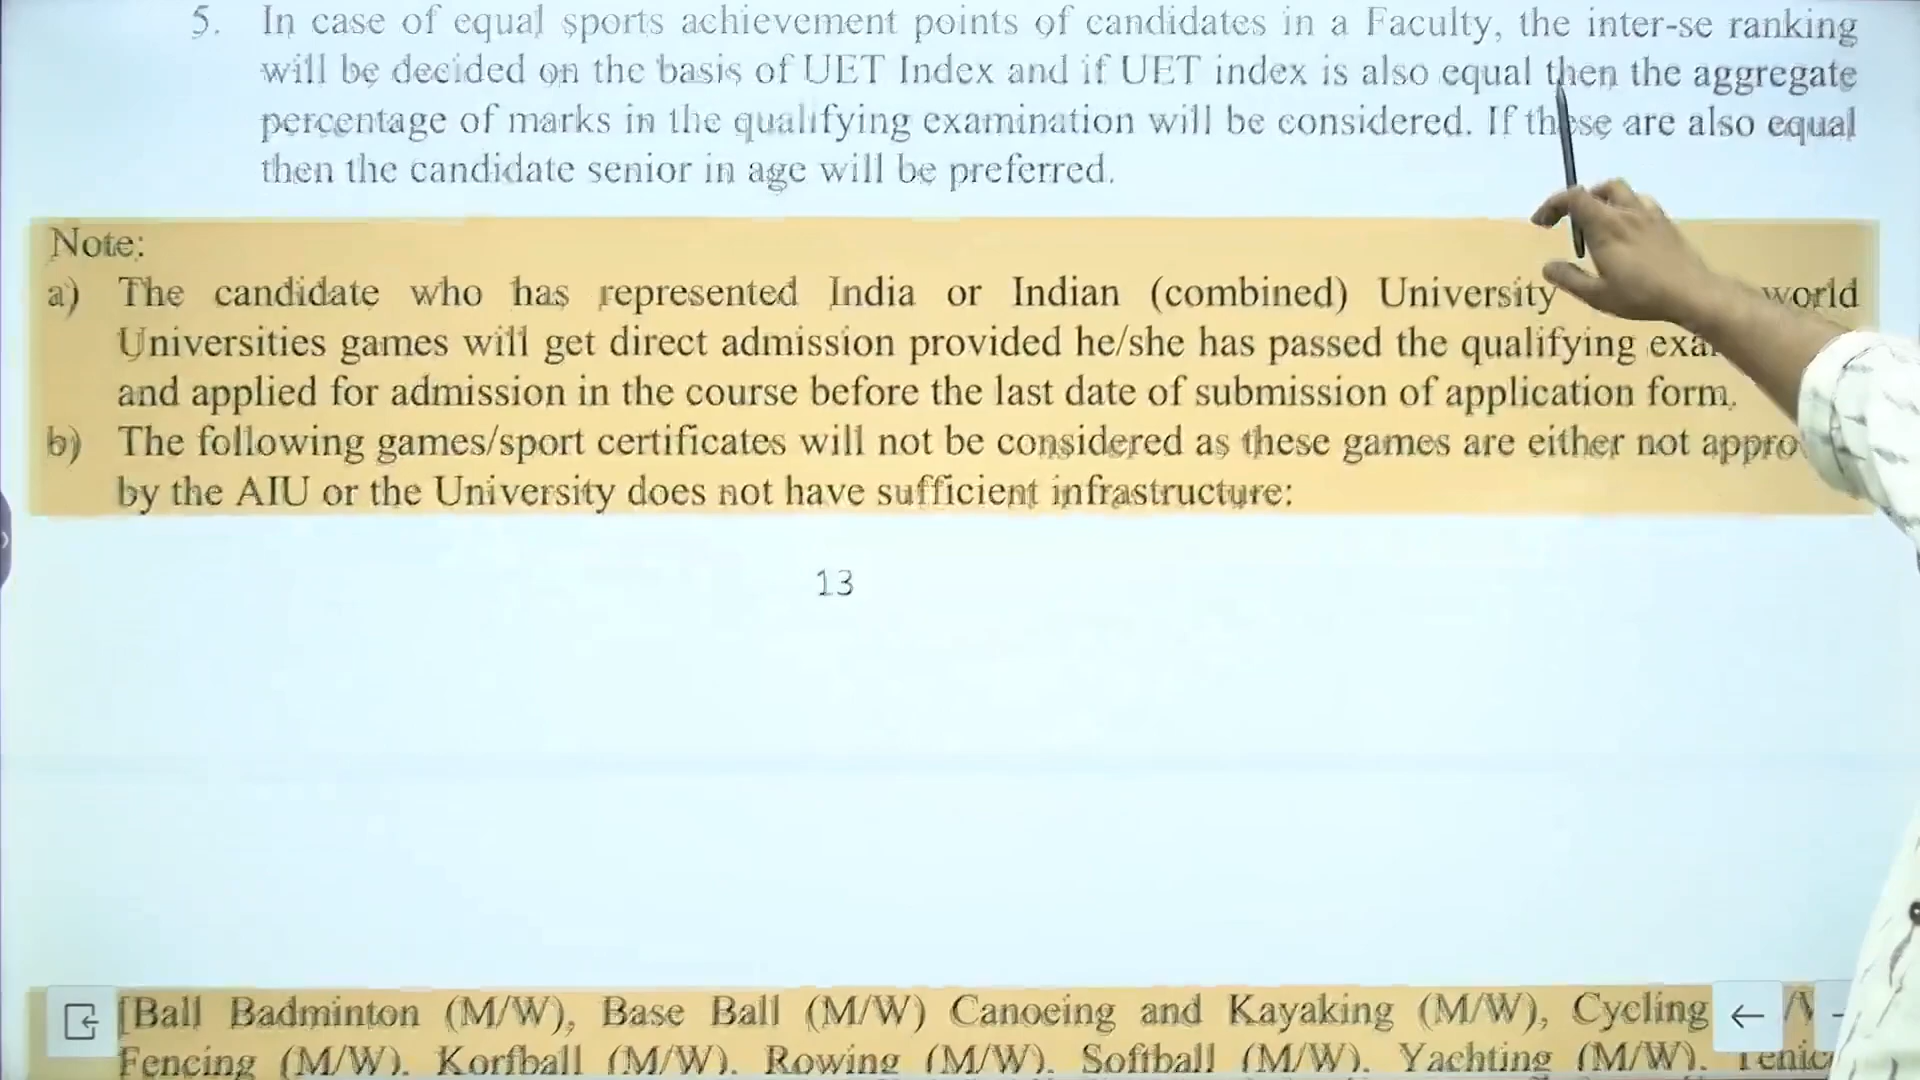 5. In case of equal sports achievement points of candidates in a Faculty, the inter-se ranking
will be decided on the basis of UET Index and if UET index is also equal then the aggregate
percentage of marks in the qualifying examination will be considered. If these are also equal
then the candidate senior in age will be preferred.
Note:
a) The candidate who has represented India or Indian (combined) University world
Universities games will get direct admission provided he/she has passed the qualifying
and applied for admission in the course before the last date of submission of application form.
b) The following games/sport certificates will not be considered as these games are either not
by the AIU or the University does not have sufficient infrastructure:
13
[Ball Badminton (M/W), Base Ball (M/W) Canoeing and Kayaking (M/W), Cycling
Fencing (M/W), Korfball (M/W), Rowing (M/W), Softball (M/W), Yachting (M/W),